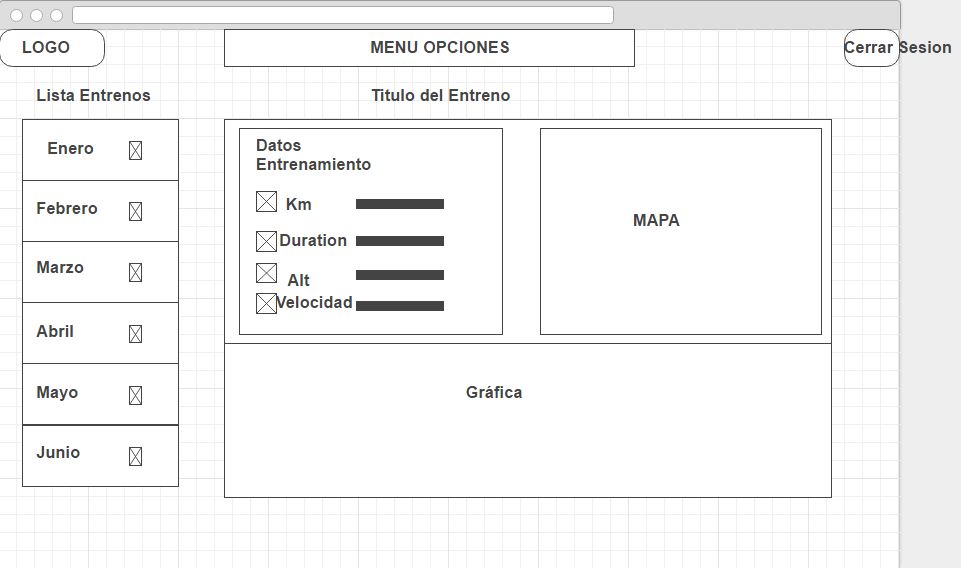 LOGO
MENU OPCIONES
Cerrar Sesion
Lista Entrenos
Titulo del Entreno
Enero
Febrero
Marzo
Abril
Mayo
Junio
Datos
Entrenamiento
Km
Duration
Alt
Velocidad
MAPA
Gráfica